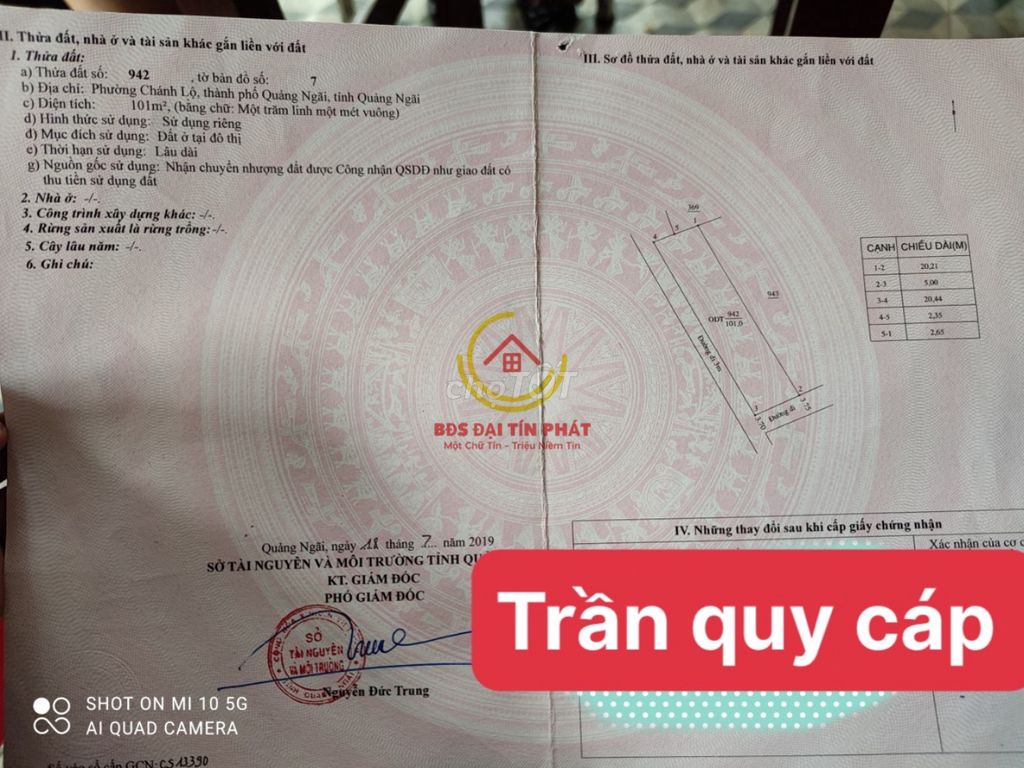 II. Thửa đất, nhà ở và tài sản khác gắn liền với đất
1. Thửa đất:
a) Thửa đất số: 942 , tờ bản đồ số: 7
b) Địa chỉ: Phường Chánh Lộ, thành phố Quảng Ngãi, tỉnh Quảng Ngãi
c) Diện tích: 101m², (bằng chữ: Một trăm linh một mét vuông)
d) Hình thức sử dụng: Sử dụng riêng
đ) Mục đích sử dụng: Đất ở tại đô thị
e) Thời hạn sử dụng: Lâu dài
g) Nguồn gốc sử dụng: Nhận chuyển nhượng đất được Công nhận QSDĐ như giao đất có
thu tiền sử dụng đất
2. Nhà ở: -/-.
3. Công trình xây dựng khác: -/-.
4. Rừng sản xuất là rừng trồng: -/-.
5. Cây lâu năm: -/-.
6. Ghi chú:
Quảng Ngãi, ngày 18 tháng 7 năm 2019
SỞ TÀI NGUYÊN VÀ MÔI TRƯỜNG TỈNH
KT. GIÁM ĐỐC
PHÓ GIÁM ĐỐC
SỞ
TÀI NGUYÊN
VÀ MÔI TRƯỜNG
Nguyễn Đức Trung
Số vào sổ cấp GCN-CS 13390
SHOT ON MI 10 5G
AI QUAD CAMERA
III. Sơ đồ thửa đất, nhà ở và tài sản khác gắn liền với đất
369
4 5 1
943
ODT 942
101,0
Đường đi 3m
2
3
Đường đi
3,75
3,70
CẠNH CHIỀU DÀI(M)
1-2 20,21
2-3 5,00
3-4 20,44
4-5 2,35
5-1 2,65
choTỐT
BĐS ĐẠI TÍN PHÁT
Một Chữ Tín - Triệu Niềm Tin
IV. Những thay đổi sau khi cấp giấy chứng nhận
Xác nhận của cơ
Trần quy cáp